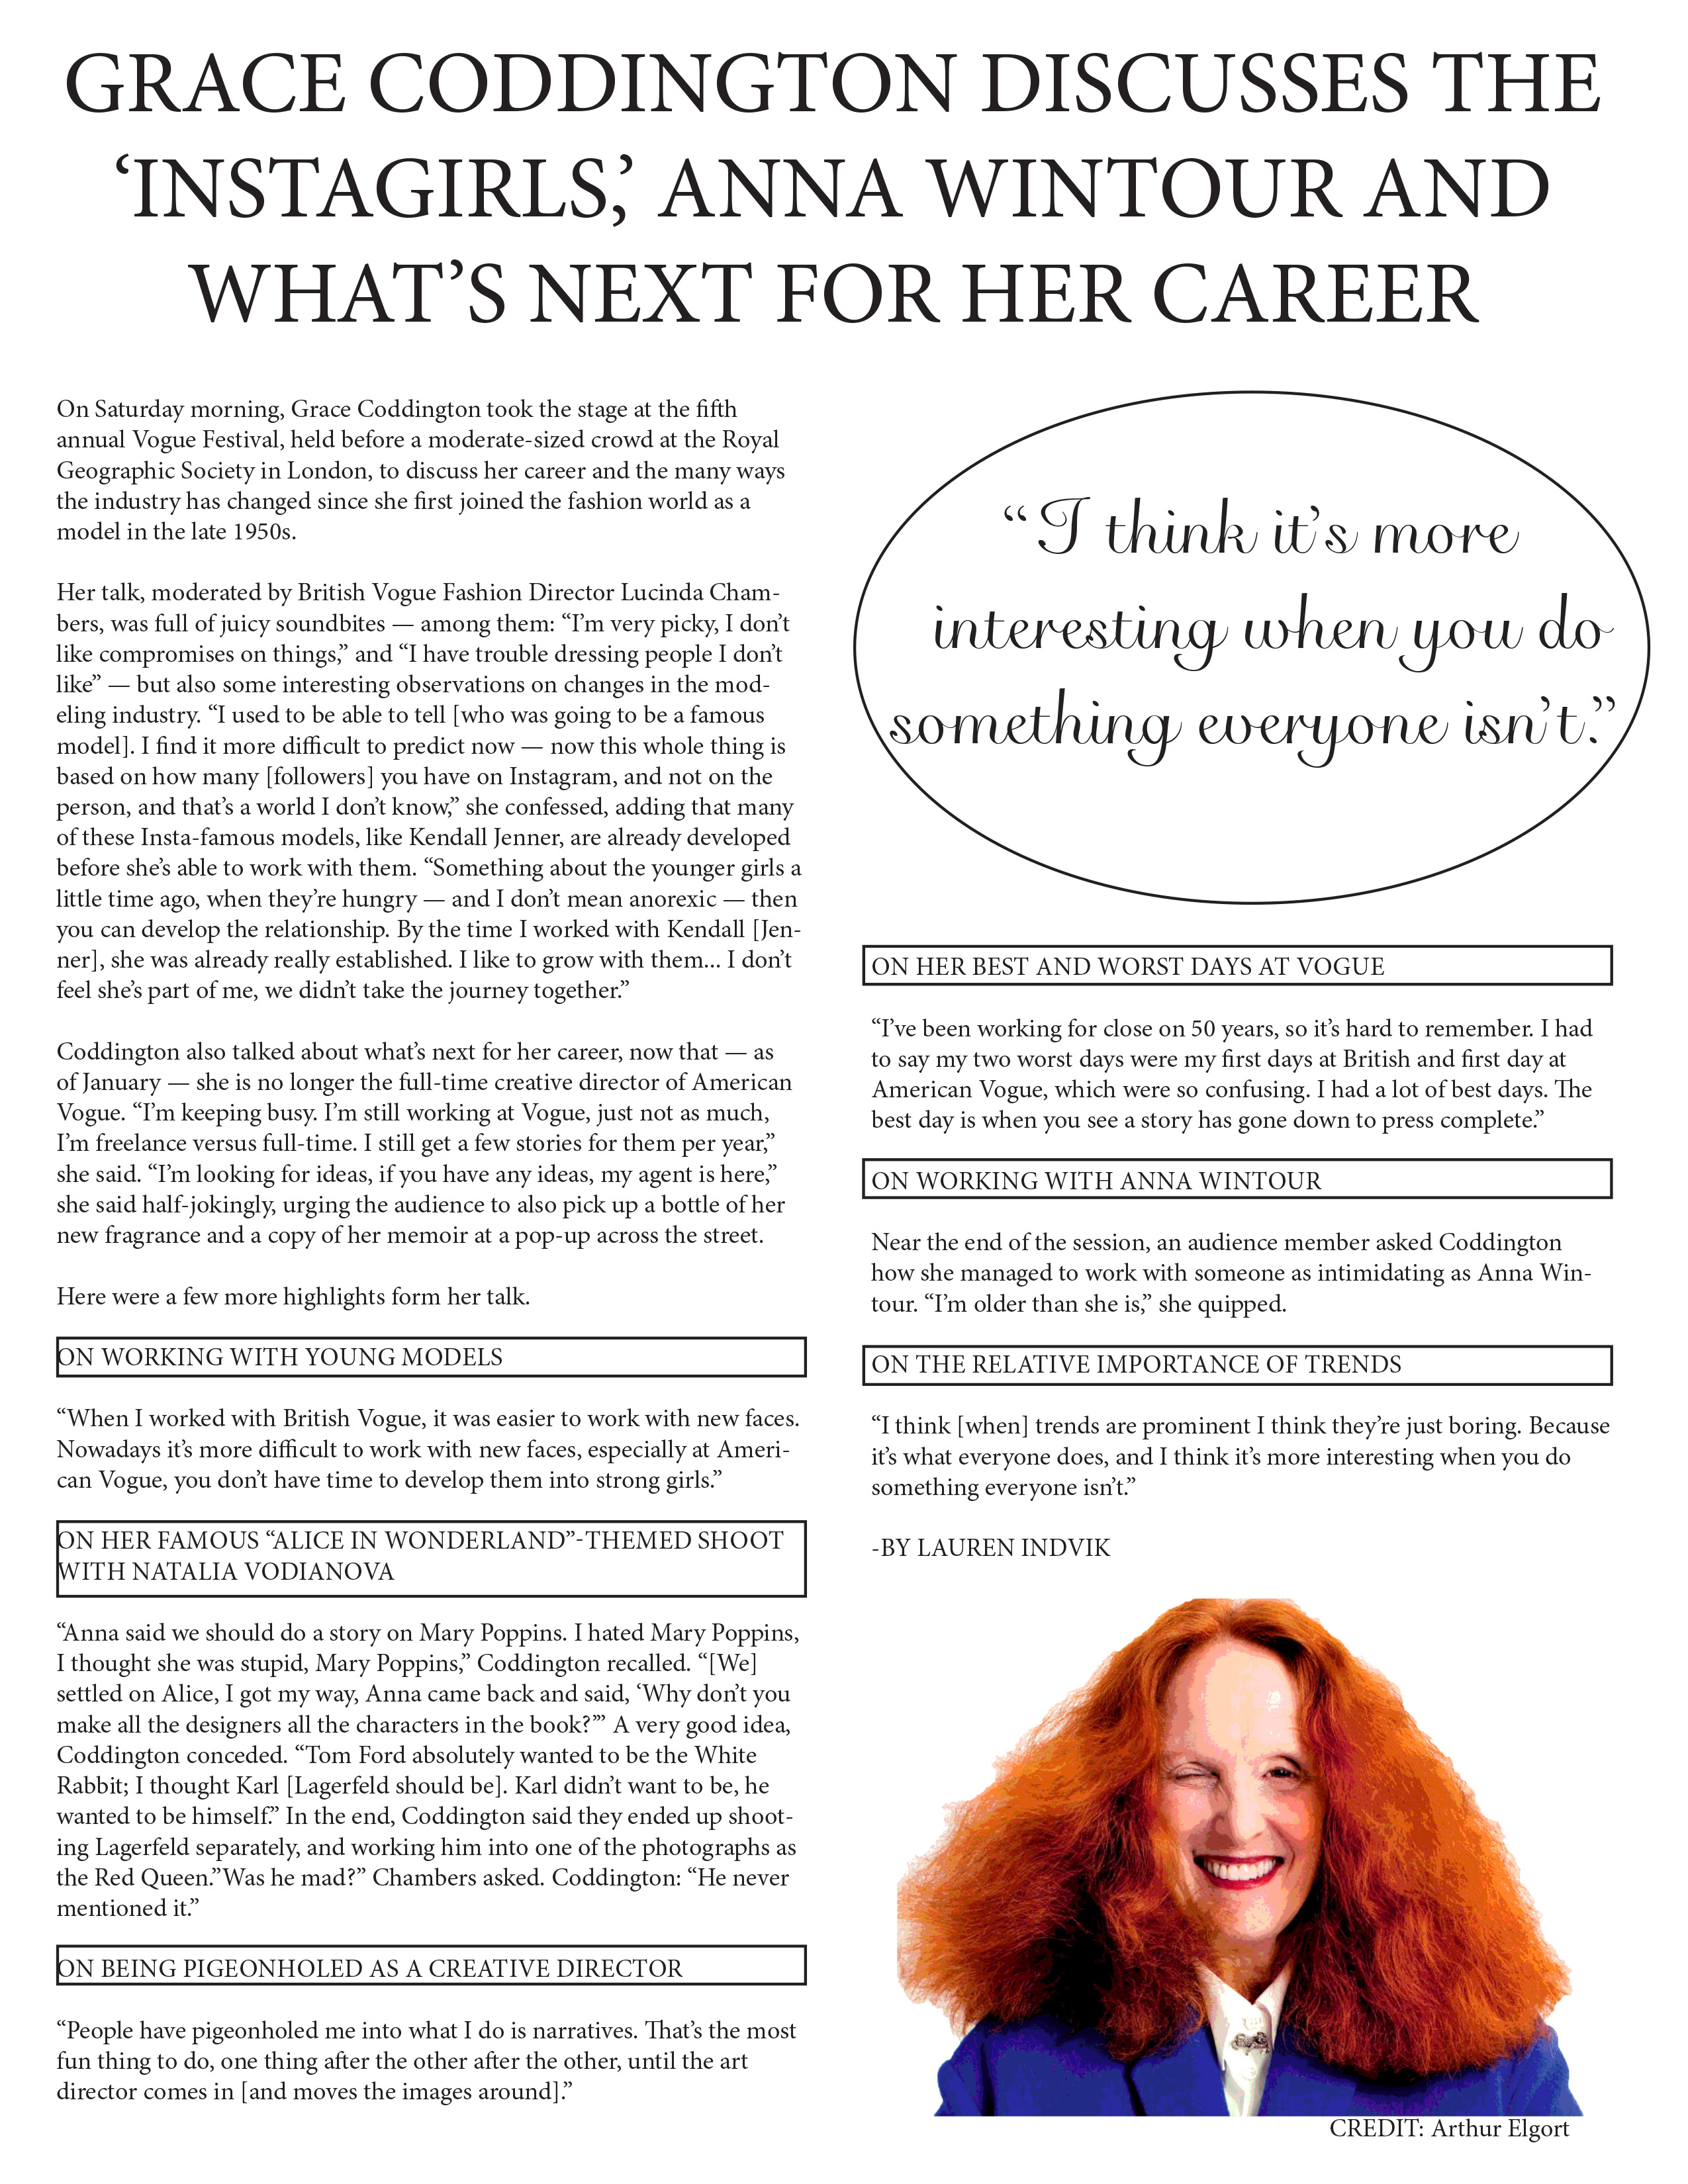 GRACE CODDINGTON DISCUSSES THE
‘INSTAGIRLS,’ ANNA WINTOUR AND
WHAT’S NEXT FOR HER CAREER
On Saturday morning, Grace Coddington took the stage at the fifth
annual Vogue Festival, held before a moderate-sized crowd at the Royal
Geographic Society in London, to discuss her career and the many ways
the industry has changed since she first joined the fashion world as a
model in the late 1950s.
Her talk, moderated by British Vogue Fashion Director Lucinda Cham-
bers, was full of juicy soundbites — among them: “I’m very picky, I don’t
like compromises on things,” and “I have trouble dressing people I don’t
like” — but also some interesting observations on changes in the mod-
eling industry. “I used to be able to tell [who was going to be a famous
model]. I find it more difficult to predict now — now this whole thing is
based on how many [followers] you have on Instagram, and not on the
person, and that’s a world I don’t know,” she confessed, adding that many
of these Insta-famous models, like Kendall Jenner, are already developed
before she’s able to work with them. “Something about the younger girls a
little time ago, when they’re hungry — and I don’t mean anorexic — then
you can develop the relationship. By the time I worked with Kendall [Jen-
ner], she was already really established. I like to grow with them... I don’t
feel she’s part of me, we didn’t take the journey together.”
Coddington also talked about what’s next for her career, now that — as
of January — she is no longer the full-time creative director of American
Vogue. “I’m keeping busy. I’m still working at Vogue, just not as much,
I’m freelance versus full-time. I still get a few stories for them per year,”
she said. “I’m looking for ideas, if you have any ideas, my agent is here,”
she said half-jokingly, urging the audience to also pick up a bottle of her
new fragrance and a copy of her memoir at a pop-up across the street.
Here were a few more highlights form her talk.
ON WORKING WITH YOUNG MODELS
“When I worked with British Vogue, it was easier to work with new faces.
Nowadays it’s more difficult to work with new faces, especially at Ameri-
can Vogue, you don’t have time to develop them into strong girls.”
ON HER FAMOUS “ALICE IN WONDERLAND”-THEMED SHOOT
WITH NATALIA VODIANOVA
“Anna said we should do a story on Mary Poppins. I hated Mary Poppins,
I thought she was stupid, Mary Poppins,” Coddington recalled. “[We]
settled on Alice, I got my way, Anna came back and said, ‘Why don’t you
make all the designers all the characters in the book?’” A very good idea,
Coddington conceded. “Tom Ford absolutely wanted to be the White
Rabbit; I thought Karl [Lagerfeld should be]. Karl didn’t want to be, he
wanted to be himself.” In the end, Coddington said they ended up shoot-
ing Lagerfeld separately, and working him into one of the photographs as
the Red Queen.”Was he mad?” Chambers asked. Coddington: “He never
mentioned it.”
ON BEING PIGEONHOLED AS A CREATIVE DIRECTOR
“People have pigeonholed me into what I do is narratives. That’s the most
fun thing to do, one thing after the other after the other, until the art
director comes in [and moves the images around].”
“I think it’s more
interesting when you do
something everyone isn’t.”
ON HER BEST AND WORST DAYS AT VOGUE
“I’ve been working for close on 50 years, so it’s hard to remember. I had
to say my two worst days were my first days at British and first day at
American Vogue, which were so confusing. I had a lot of best days. The
best day is when you see a story has gone down to press complete.”
ON WORKING WITH ANNA WINTOUR
Near the end of the session, an audience member asked Coddington
how she managed to work with someone as intimidating as Anna Win-
tour. “I’m older than she is,” she quipped.
ON THE RELATIVE IMPORTANCE OF TRENDS
“I think [when] trends are prominent I think they’re just boring. Because
it’s what everyone does, and I think it’s more interesting when you do
something everyone isn’t.”
-BY LAUREN INDVIK
CREDIT: Arthur Elgort